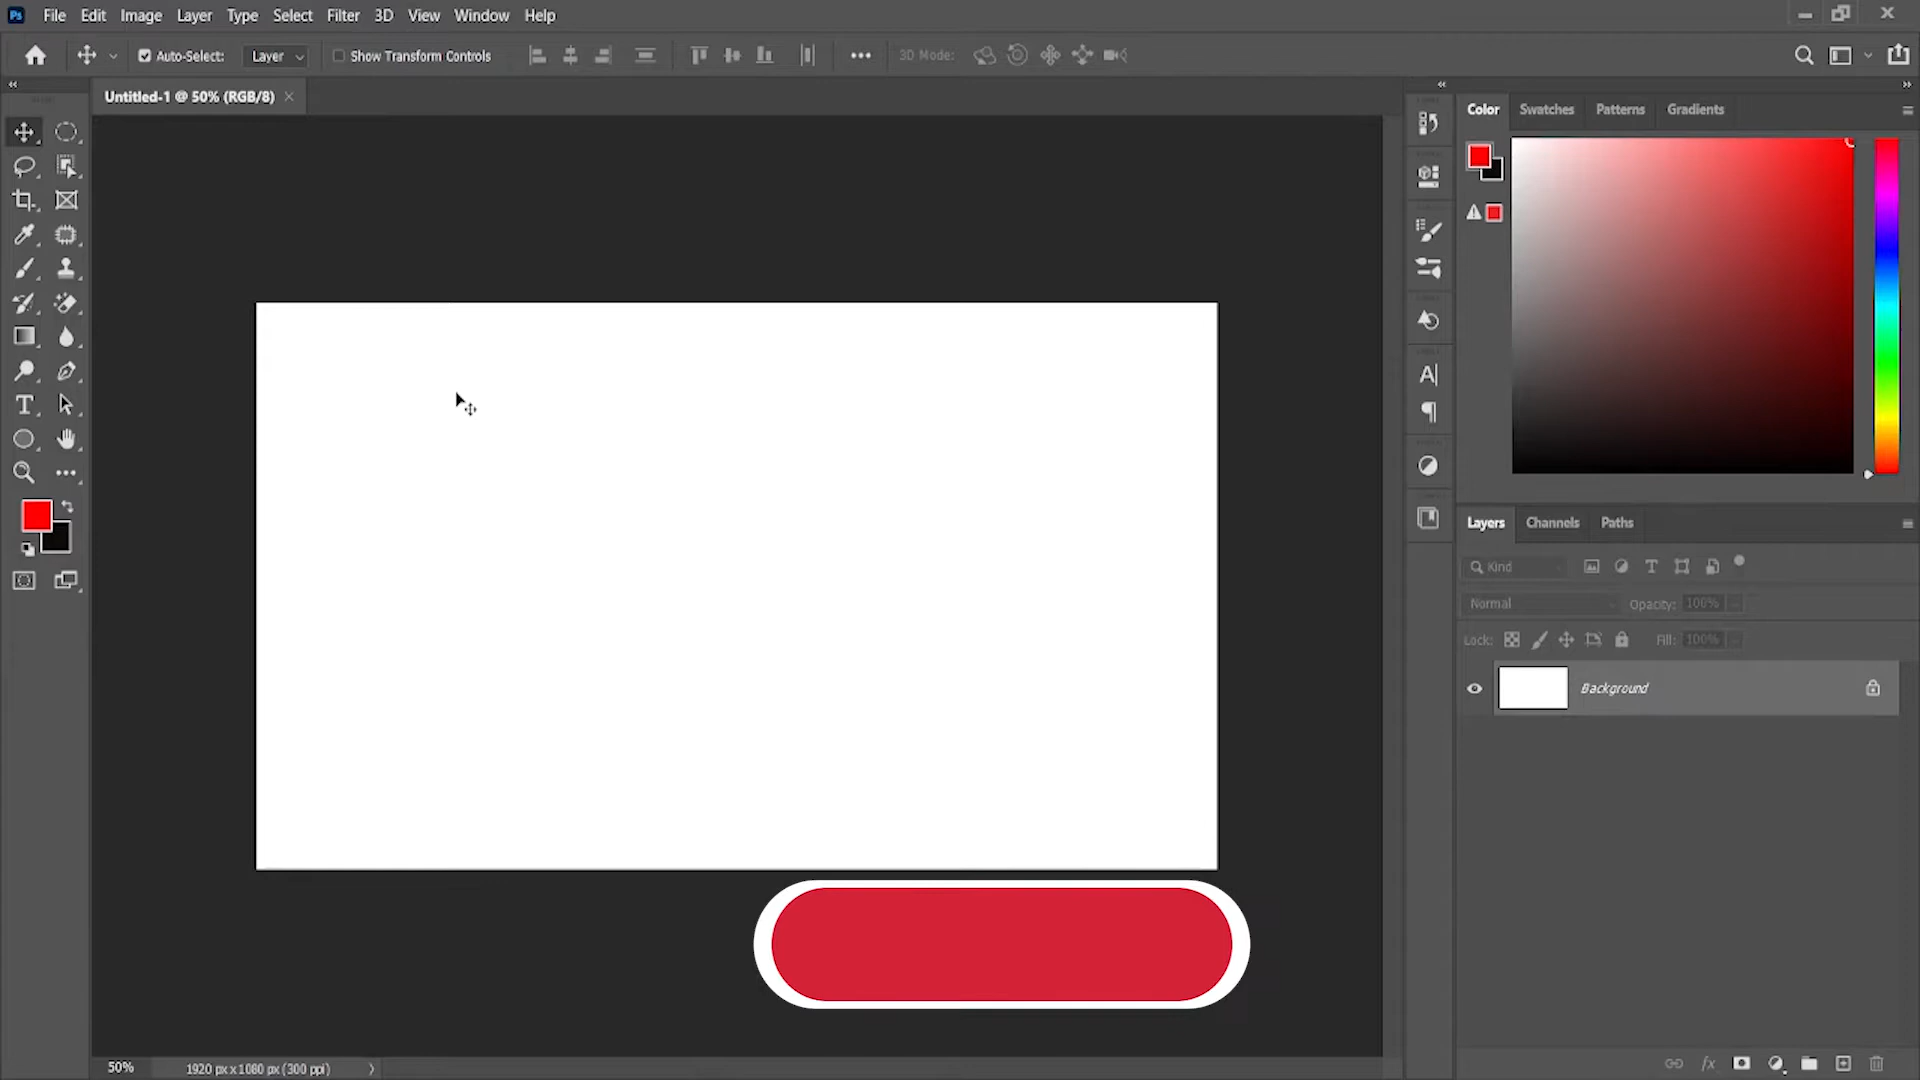 Ps File Edit Image Layer Type Select Filter 3D View Window Help
Auto-Select: Layer Show Transform Controls 3D Mode:
Untitled-1 @ 50% (RGB/8)
Color Swatches Patterns Gradients
Layers Channels Paths
Kind
Normal Opacity: 100%
Lock: Fill: 100%
Background
fx
50% 1920 px x 1080 px (300 ppi)